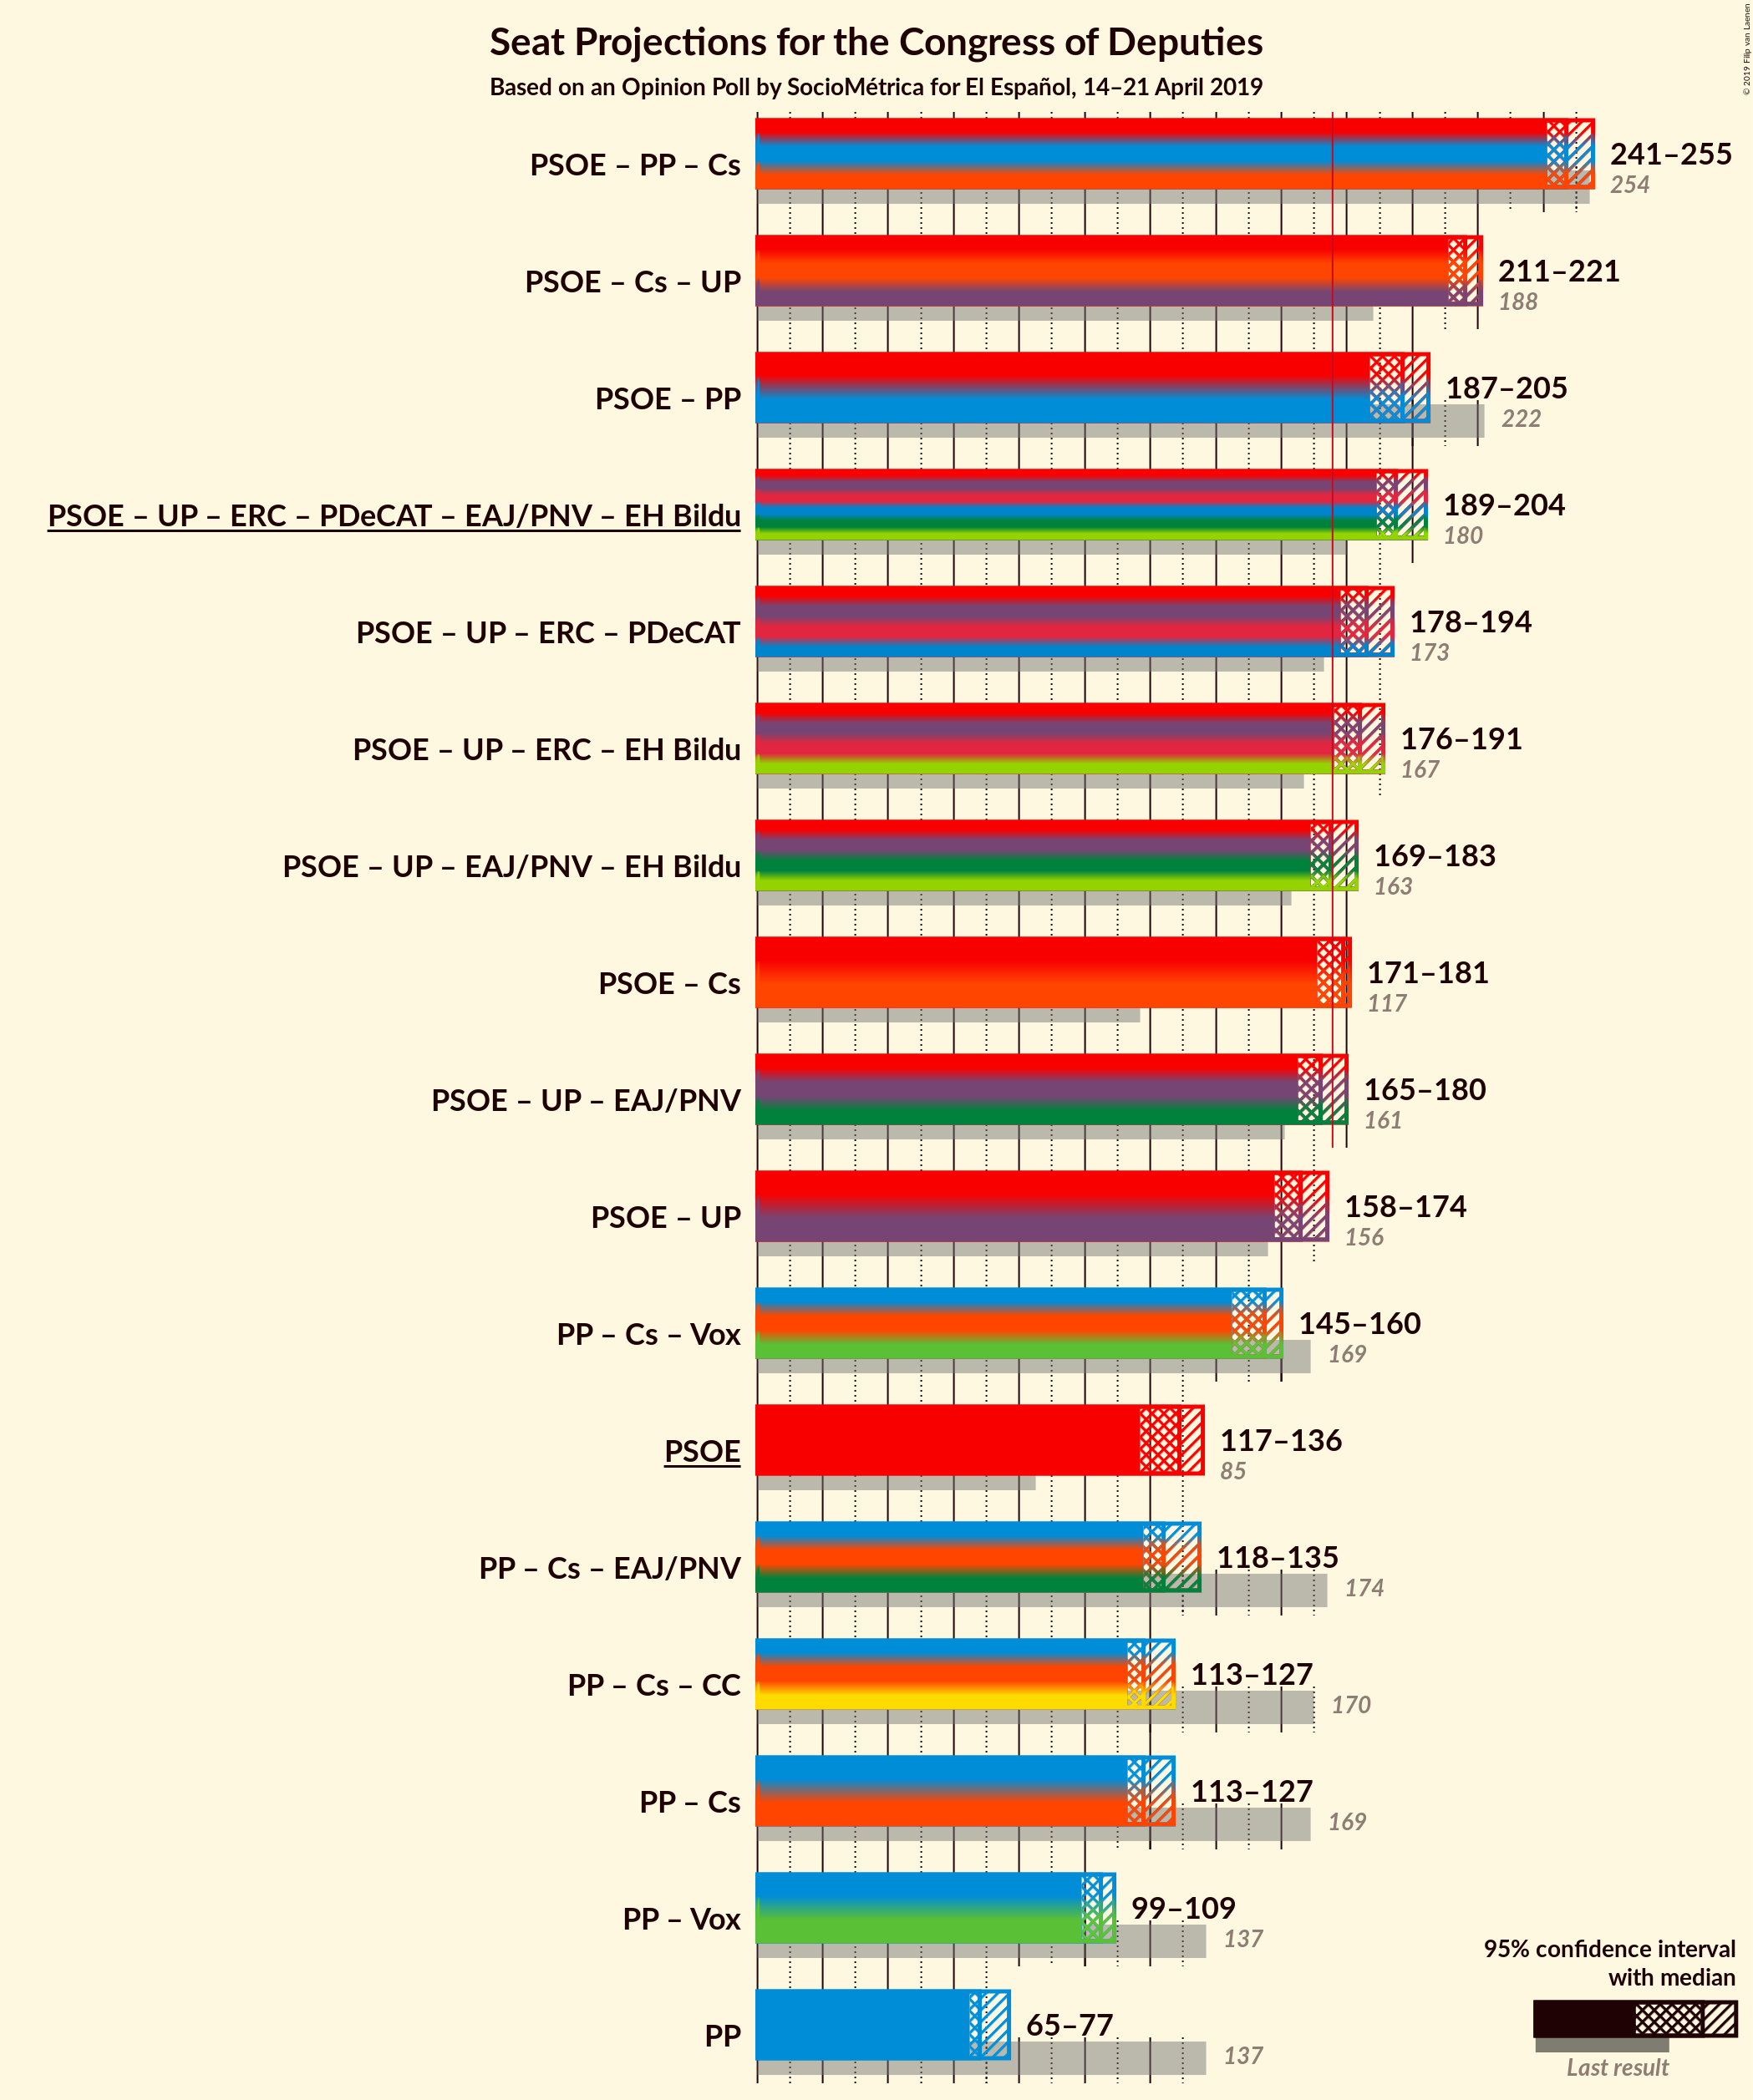 Seat Projections for the Congress of Deputies
Based on an Opinion Poll by SocioMétrica for El Español, 14–21 April 2019
© 2019 Filip van Laenen
PSOE – PP – Cs
241–255
254
PSOE – Cs – UP
211–221
188
PSOE – PP
187–205
222
PSOE – UP – ERC – PDeCAT – EAJ/PNV – EH Bildu
189–204
180
PSOE – UP – ERC – PDeCAT
178–194
173
PSOE – UP – ERC – EH Bildu
176–191
167
PSOE – UP – EAJ/PNV – EH Bildu
169–183
163
PSOE – Cs
171–181
117
PSOE – UP – EAJ/PNV
165–180
161
PSOE – UP
158–174
156
PP – Cs – Vox
145–160
169
PSOE
117–136
85
PP – Cs – EAJ/PNV
118–135
174
PP – Cs – CC
113–127
170
PP – Cs
113–127
169
PP – Vox
99–109
137
PP
65–77
137
95% confidence interval
with median
Last result